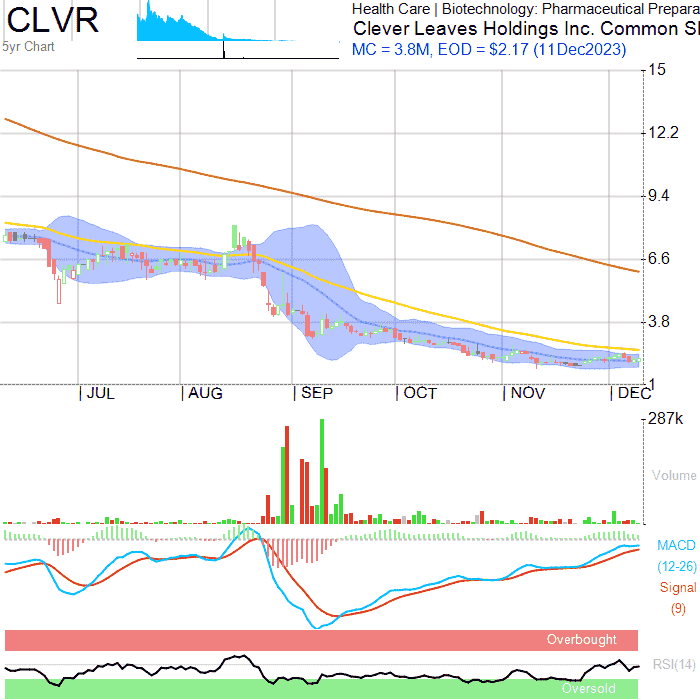 CLVR
5yr Chart
Health Care | Biotechnology: Pharmaceutical Prepara
Clever Leaves Holdings Inc. Common S
MC = 3.8M, EOD = $2.17 (11Dec2023)
15
12.2
9.4
6.6
3.8
1
JUL AUG SEP OCT NOV DEC
287k
Volume
MACD
(12-26)
Signal
(9)
Overbought
RSI(14)
Oversold